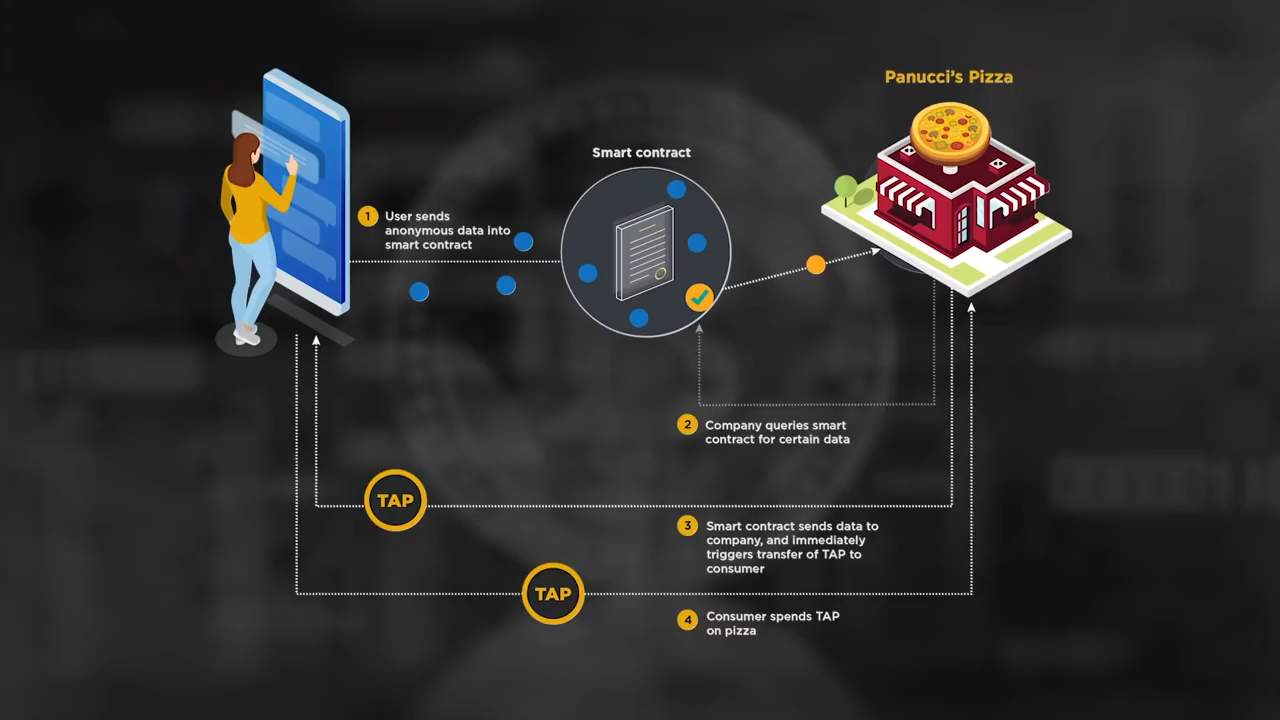 Panucci's Pizza
Smart contract
1
User sends
anonymous data into
smart contract
2
Company queries smart
contract for certain data
TAP
3
Smart contract sends data to
company, and immediately
triggers transfer of TAP to
consumer
TAP
4
Consumer spends TAP
on pizza